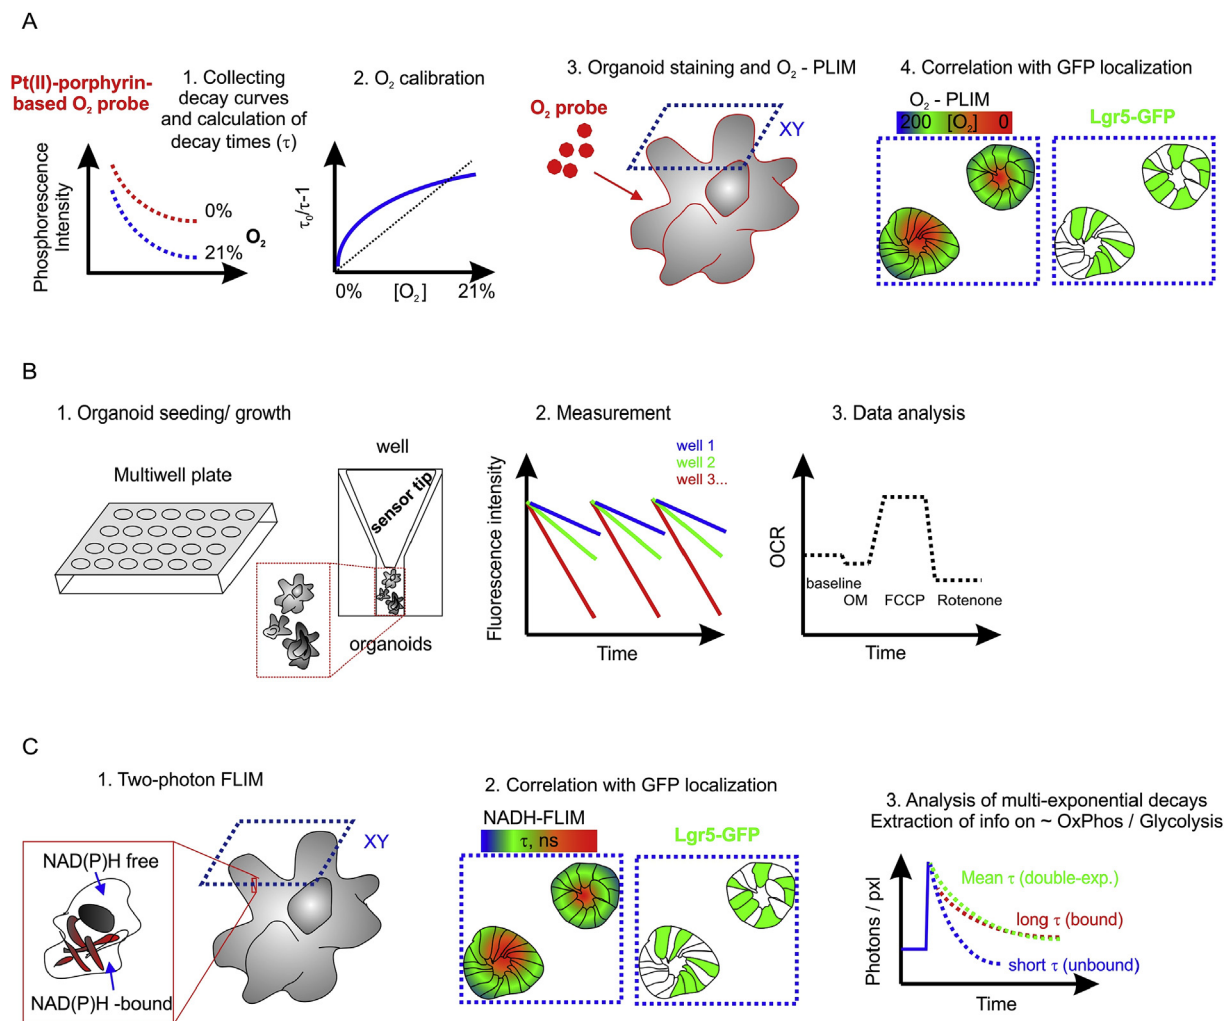 A
Pt(II)-porphyrin-
based O₂ probe
1. Collecting
decay curves
and calculation of
decay times (τ)
Phosphorescence
Intensity
0%
21%
O₂
2. O₂ calibration
τ₀/τ-1
0%
[O₂]
21%
3. Organoid staining and O₂ - PLIM
O₂ probe
XY
4. Correlation with GFP localization
O₂ - PLIM
200 [O₂] 0
Lgr5-GFP
B
1. Organoid seeding/ growth
Multiwell plate
well
sensor tip
organoids
2. Measurement
well 1
well 2
well 3...
Fluorescence intensity
Time
3. Data analysis
OCR
baseline
OM
FCCP
Rotenone
Time
C
1. Two-photon FLIM
XY
NAD(P)H free
NAD(P)H -bound
2. Correlation with GFP localization
NADH-FLIM
τ, ns
Lgr5-GFP
3. Analysis of multi-exponential decays
Extraction of info on ~ OxPhos / Glycolysis
Photons / pxl
Mean τ (double-exp.)
long τ (bound)
short τ (unbound)
Time